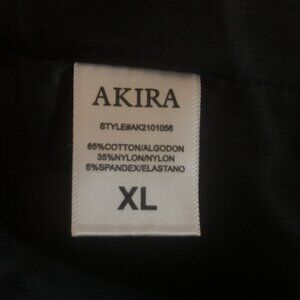 AKIRA
STYLE#AK2101056
65%COTTON/ALGODON
35%NYLON/NYLON
5%SPANDEX/ELASTANO
XL